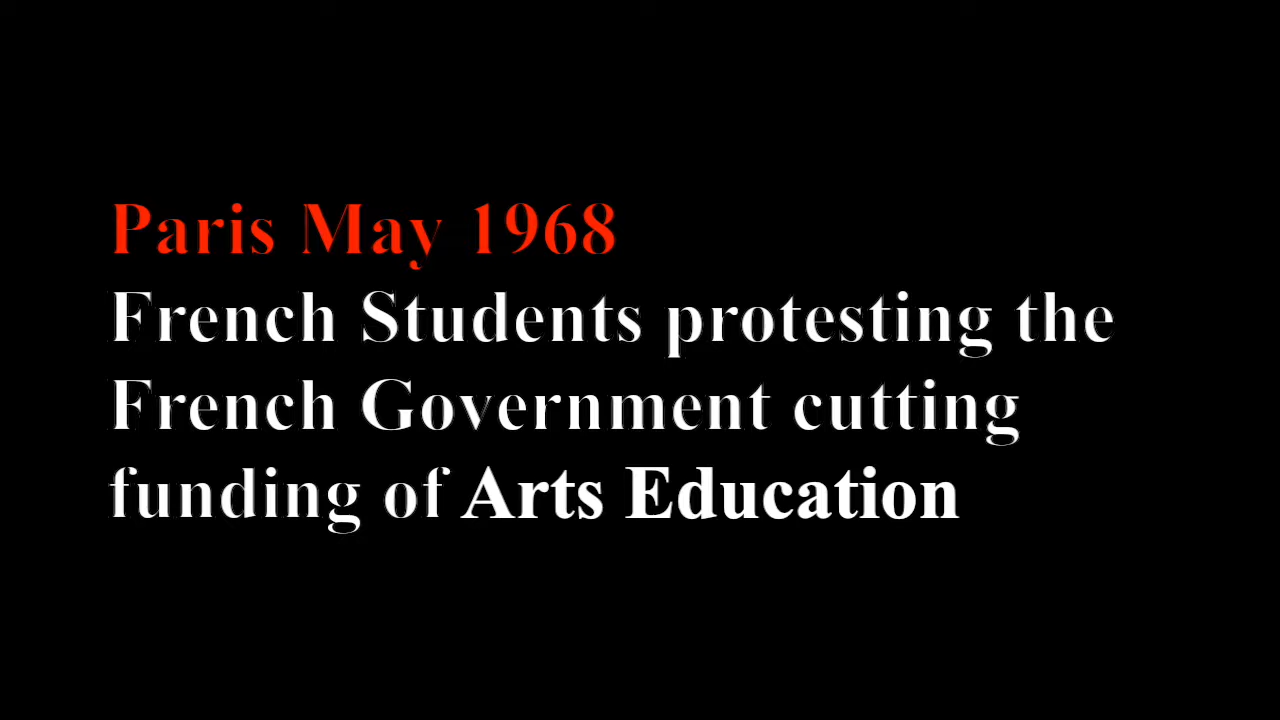 Paris May 1968
French Students protesting the
French Government cutting
funding of Arts Education